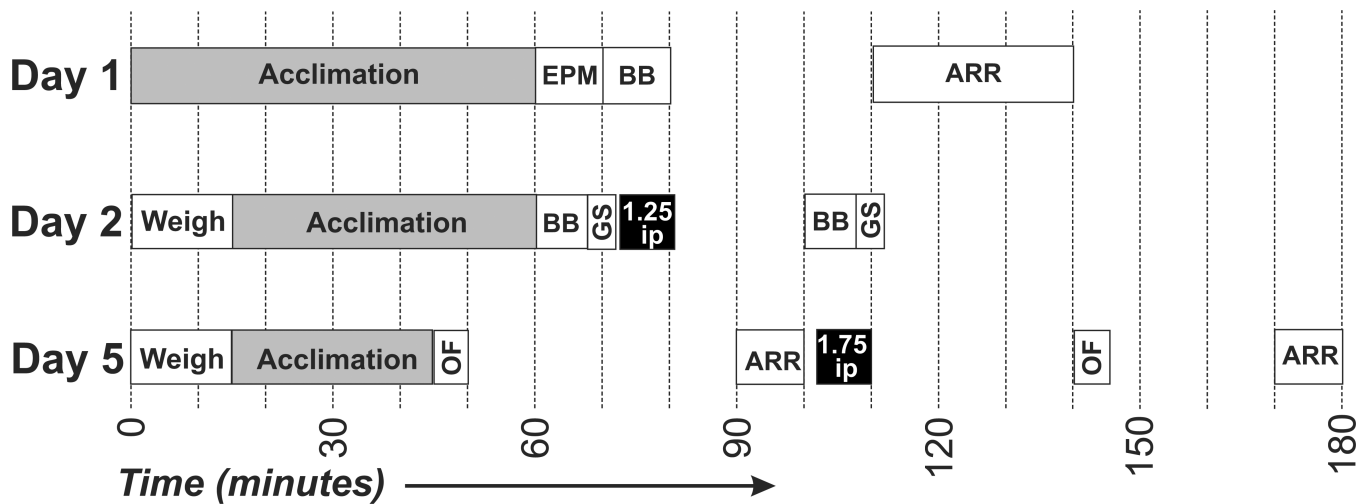 Day 1
Acclimation
EPM
BB
ARR
Day 2
Weigh
Acclimation
BB
GS
1.25
ip
BB
GS
Day 5
Weigh
Acclimation
OF
ARR
1.75
ip
OF
ARR
0
30
60
90
120
150
180
Time (minutes)